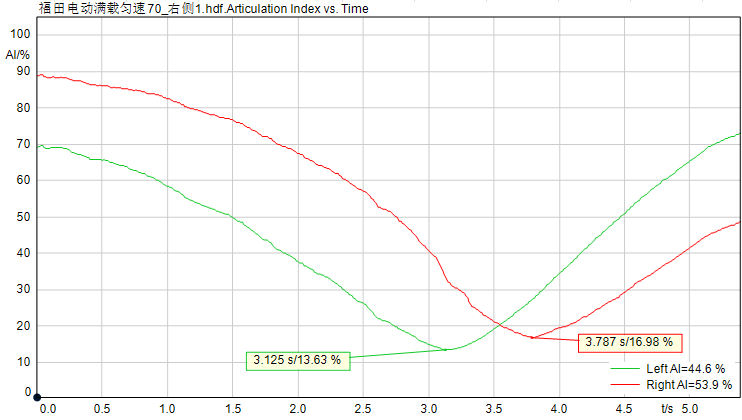 福田电动满载匀速70_右侧1.hdf.Articulation Index vs. Time
100
AI/%
90
80
70
60
50
40
30
20
10
0
3.125 s/13.63 %
3.787 s/16.98 %
Left AI=44.6 %
Right AI=53.9 %
0.0 0.5 1.0 1.5 2.0 2.5 3.0 3.5 4.0 4.5 t/s 5.0